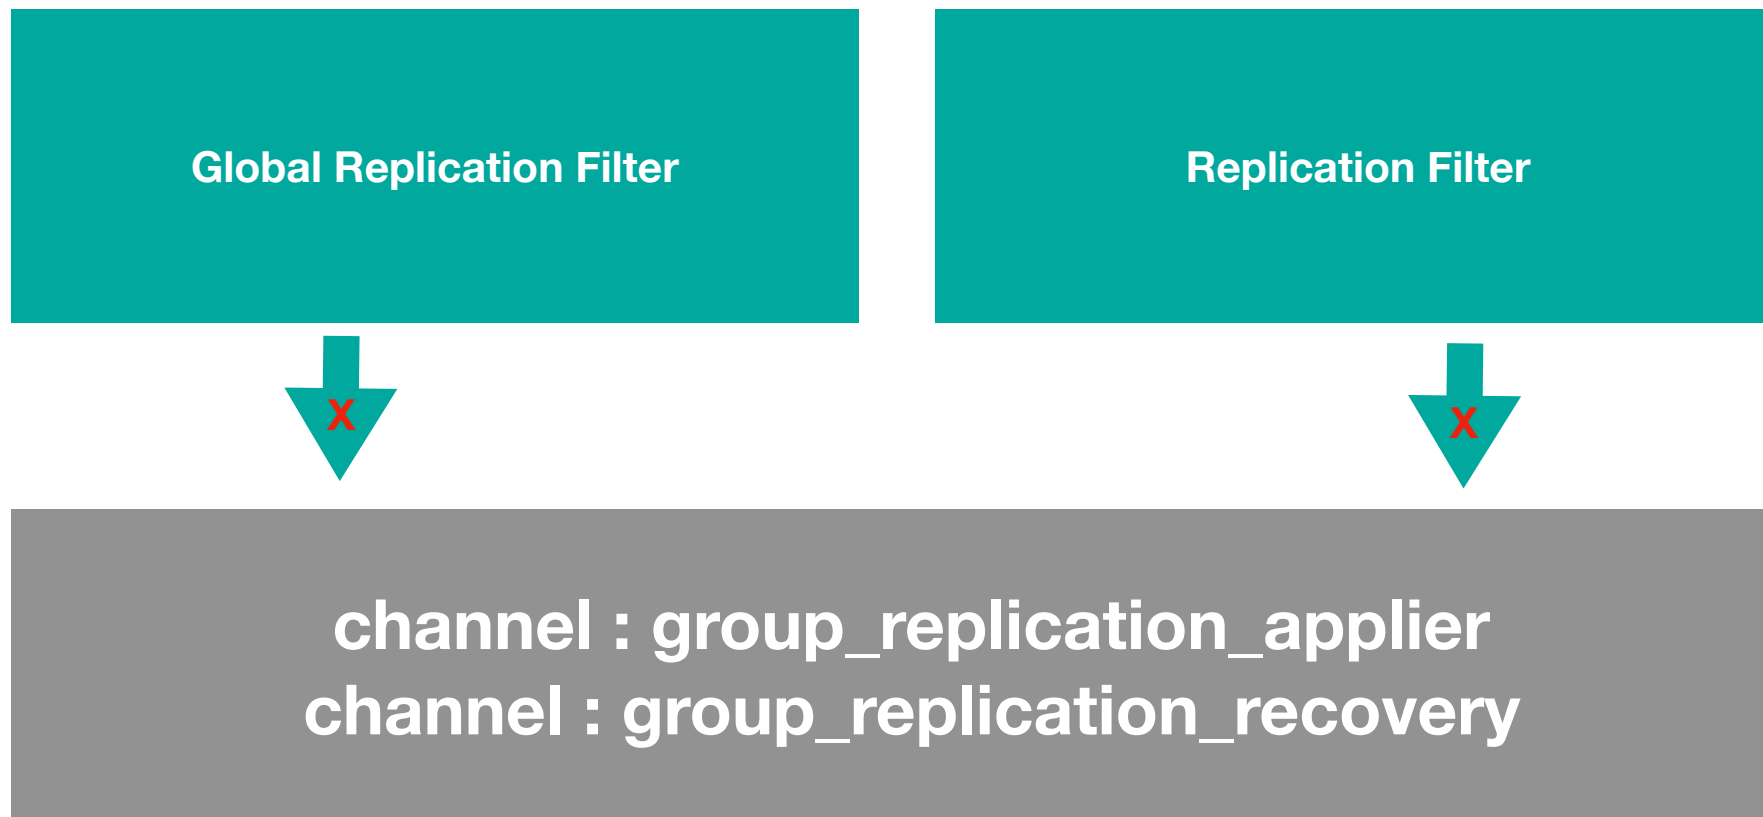 Global Replication Filter
Replication Filter
X
X
channel : group_replication_applier
channel : group_replication_recovery